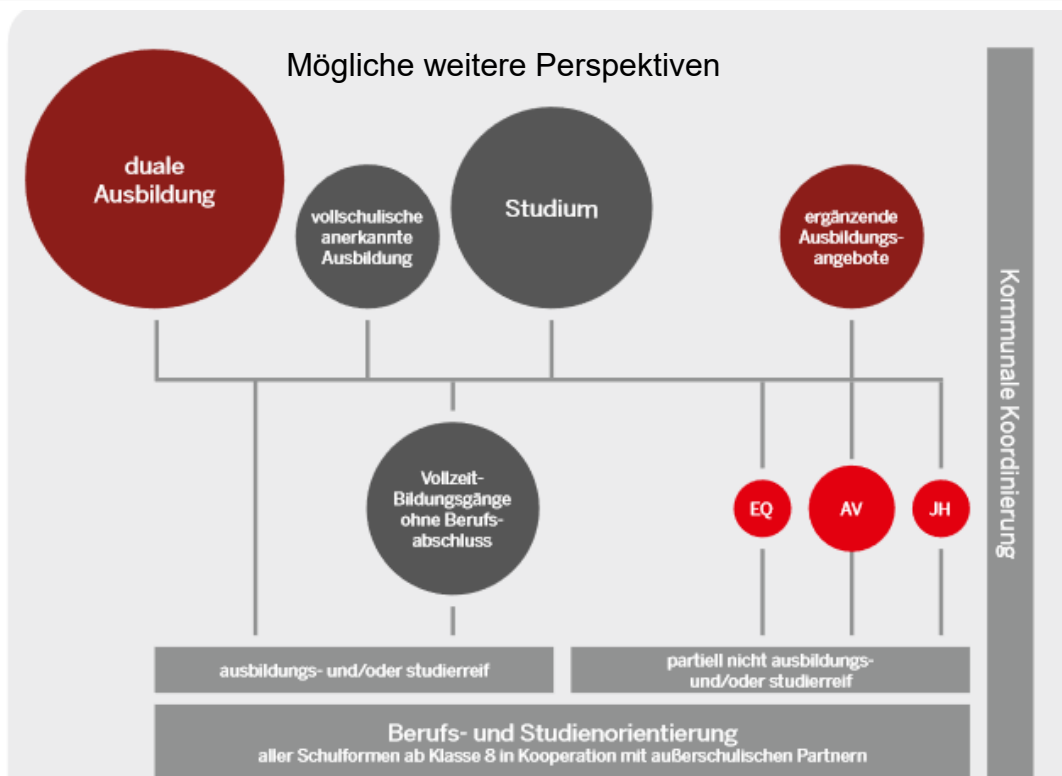 Mögliche weitere Perspektiven
duale
Ausbildung
vollschulische
anerkannte
Ausbildung
Studium
ergänzende
Ausbildungs-
angebote
Kommunale Koordinierung
Vollzeit-
Bildungsgänge
ohne Berufs-
abschluss
EQ
AV
JH
ausbildungs- und/oder studierreif
partiell nicht ausbildungs-
und/oder studierreif
Berufs- und Studienorientierung
aller Schulformen ab Klasse 8 in Kooperation mit außerschulischen Partnern